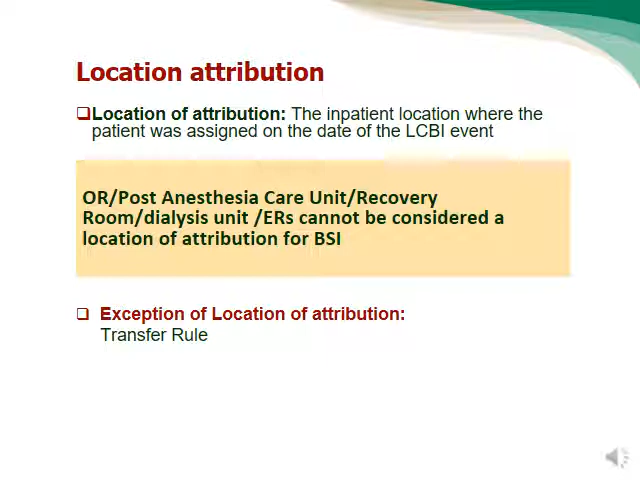 Location attribution
❑Location of attribution: The inpatient location where the
patient was assigned on the date of the LCBI event
OR/Post Anesthesia Care Unit/Recovery
Room/dialysis unit /ERs cannot be considered a
location of attribution for BSI
❑ Exception of Location of attribution:
Transfer Rule